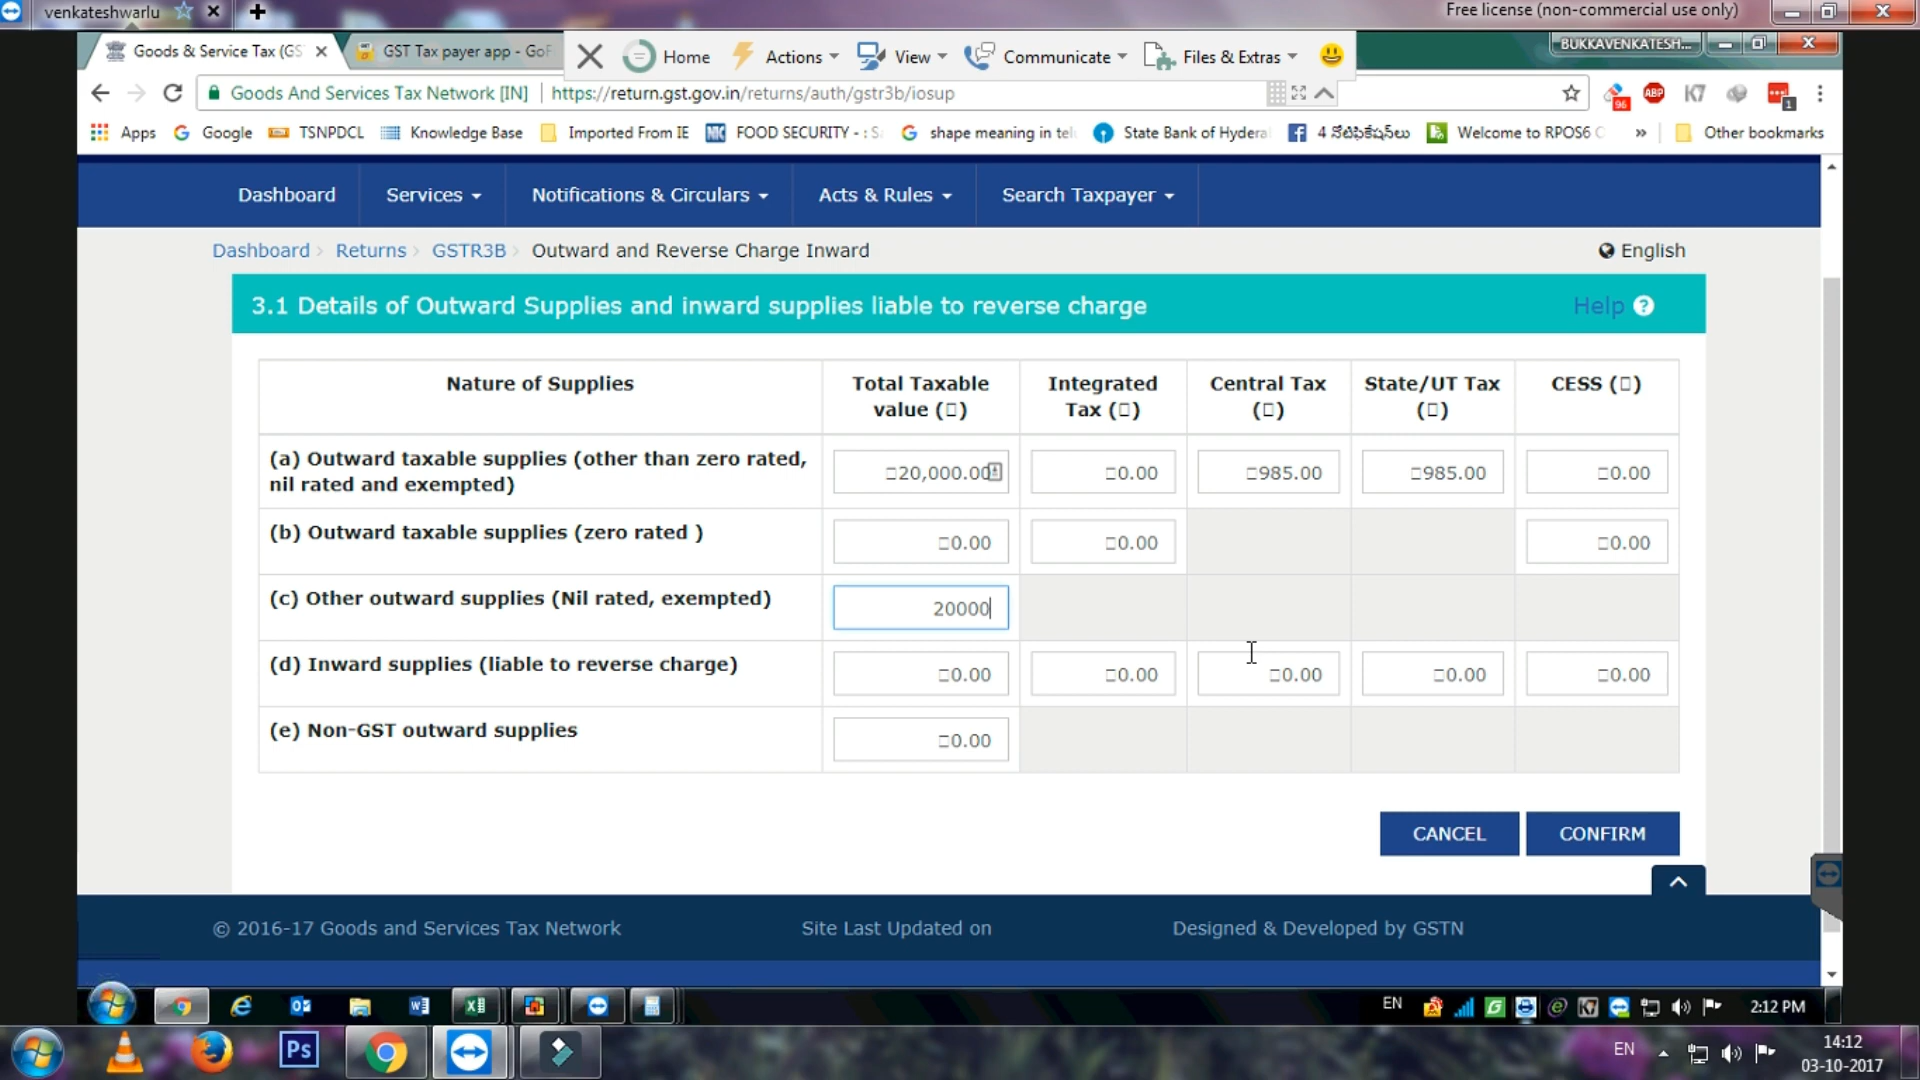 venkateshwarlu
Free license (non-commercial use only)
Goods & Service Tax (GS
GST Tax payer app - GoF
Home
Actions
View
Communicate
Files & Extras
BUKKAVENKATESH...
Goods And Services Tax Network [IN]
https://return.gst.gov.in/returns/auth/gstr3b/iosup
96
ABP
K7
1
Apps
Google
TSNPDCL
Knowledge Base
Imported From IE
FOOD SECURITY - : S
shape meaning in tel
State Bank of Hydera
4 నోటిఫికేషన్‌లు
Welcome to RPOS6
»
Other bookmarks
Dashboard
Services
Notifications & Circulars
Acts & Rules
Search Taxpayer
Dashboard > Returns > GSTR3B > Outward and Reverse Charge Inward
English
3.1 Details of Outward Supplies and inward supplies liable to reverse charge
Help ?
Nature of Supplies
Total Taxable
value (▯)
Integrated
Tax (▯)
Central Tax
(▯)
State/UT Tax
(▯)
CESS (▯)
(a) Outward taxable supplies (other than zero rated,
nil rated and exempted)
▯20,000.00
▯0.00
▯985.00
▯985.00
▯0.00
(b) Outward taxable supplies (zero rated )
▯0.00
▯0.00
▯0.00
(c) Other outward supplies (Nil rated, exempted)
20000
(d) Inward supplies (liable to reverse charge)
▯0.00
▯0.00
▯0.00
▯0.00
▯0.00
(e) Non-GST outward supplies
▯0.00
CANCEL
CONFIRM
© 2016-17 Goods and Services Tax Network
Site Last Updated on
Designed & Developed by GSTN
EN
2:12 PM
Ps
EN
14:12
03-10-2017